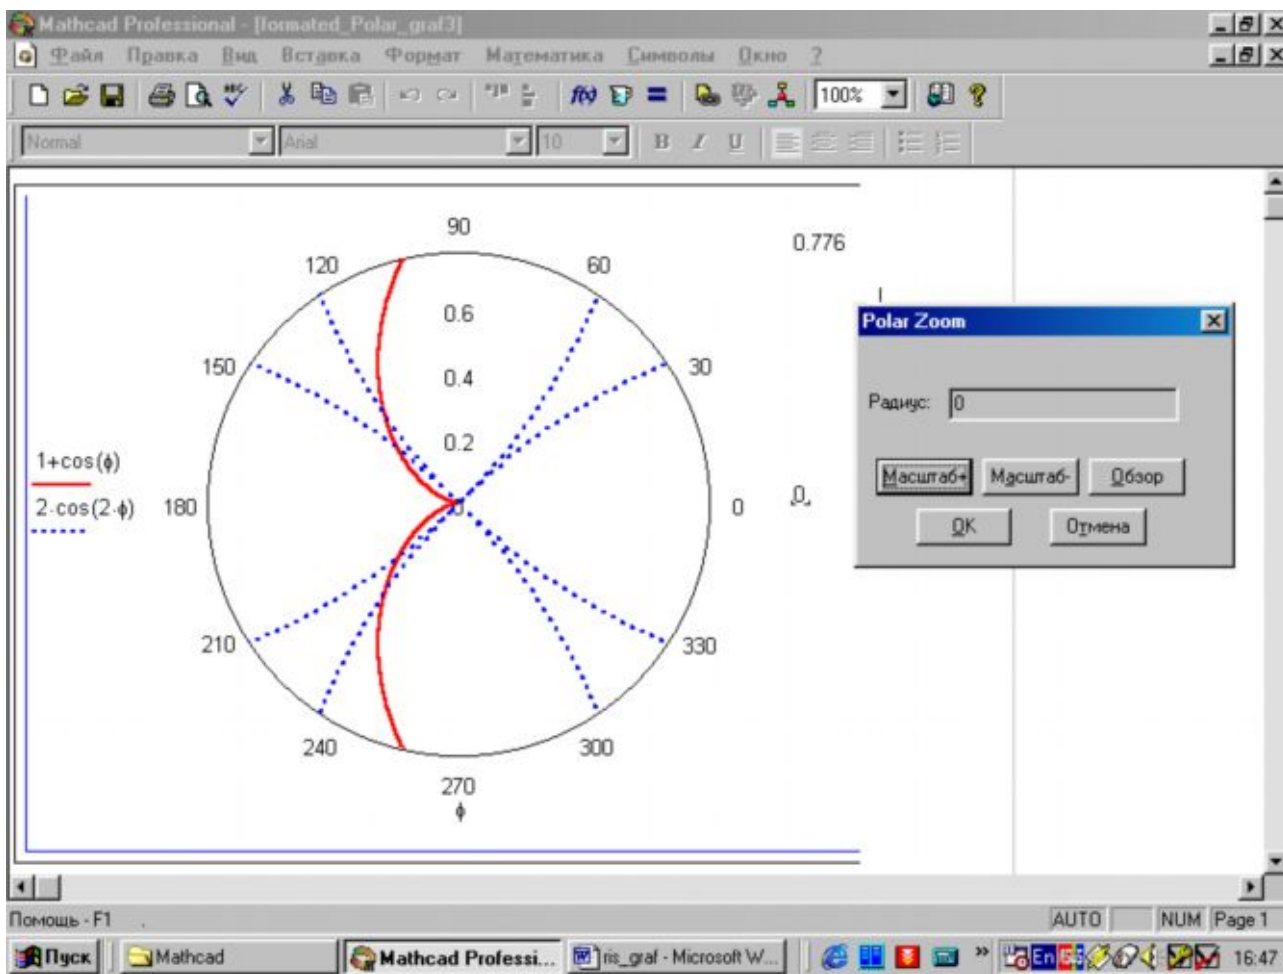 Mathcad Professional - [formated_Polar_graf3]
Файл Правка Вид Вставка Формат Математика Символы Окно ?
100%
Normal Arial 10 B I U
90
0.776
120
60
0.6
Polar Zoom
150
0.4
30
Радиус: 0
0.2
1+cos(ϕ)
Масштаб+ Масштаб- Обзор
2·cos(2·ϕ)
180
0
0
0
OK Отмена
210
330
240
300
270
ϕ
Помощь - F1
AUTO NUM Page 1
Пуск Mathcad Mathcad Professi... ris_graf - Microsoft W... » En 16:47